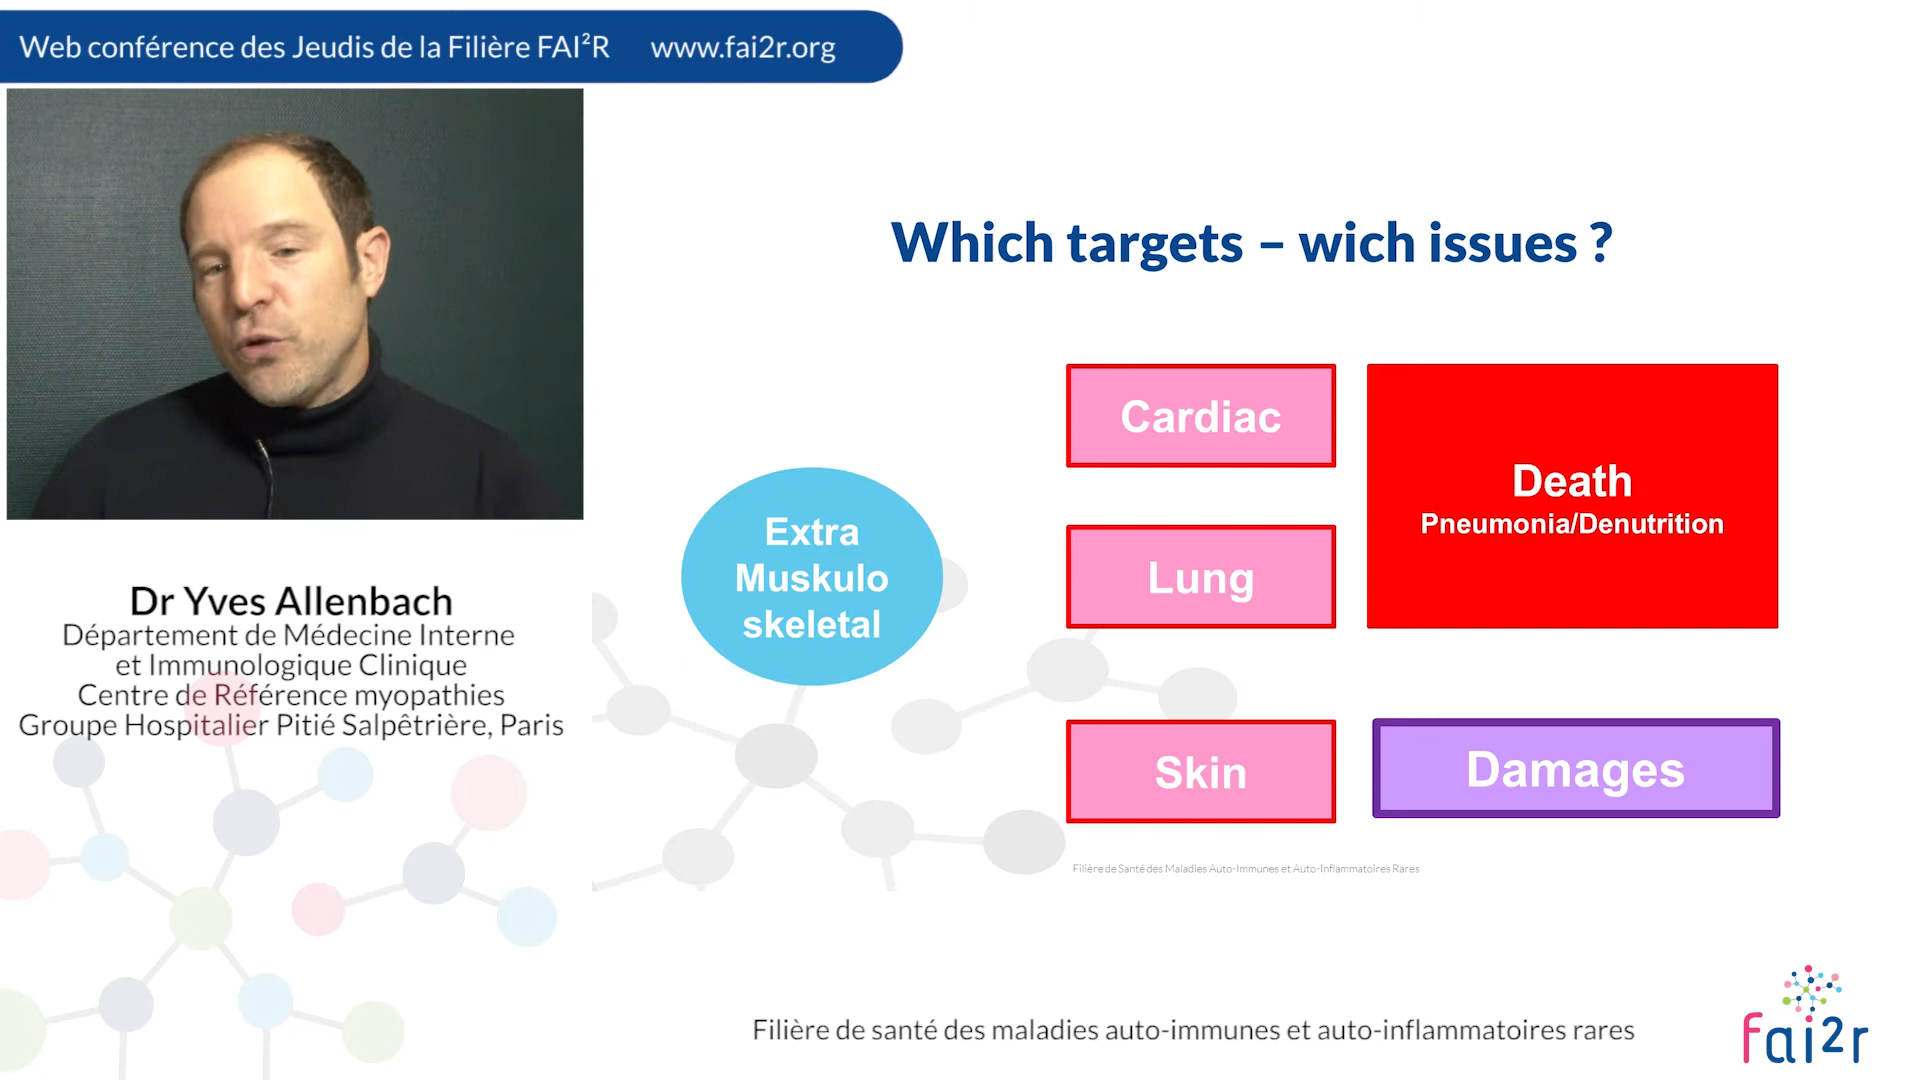 Web conférence des Jeudis de la Filière FAI²R www.fai2r.org
Dr Yves Allenbach
Département de Médecine Interne
et Immunologique Clinique
Centre de Référence myopathies
Groupe Hospitalier Pitié Salpêtrière, Paris
Which targets – wich issues ?
Extra
Muskulo
skeletal
Cardiac
Lung
Skin
Death
Pneumonia/Denutrition
Damages
Filière de Santé des Maladies Auto-Immunes et Auto-Inflammatoires Rares
Filière de santé des maladies auto-immunes et auto-inflammatoires rares
fai2r